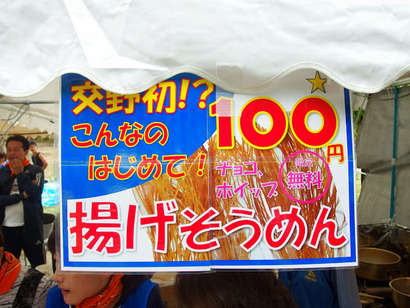 交野初!?
こんなの
はじめて!
100円
チョコ、
ホイップ
無料
揚げそうめん